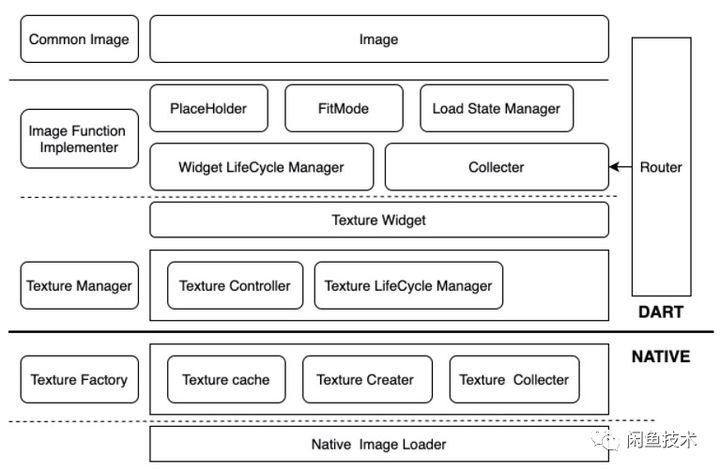 Common Image
Image
PlaceHolder
FitMode
Load State Manager
Image Function
Implementer
Widget LifeCycle Manager
Collecter
Router
Texture Widget
Texture Manager
Texture Controller
Texture LifeCycle Manager
DART
NATIVE
Texture Factory
Texture cache
Texture Creater
Texture Collecter
Native Image Loader
闲鱼技术